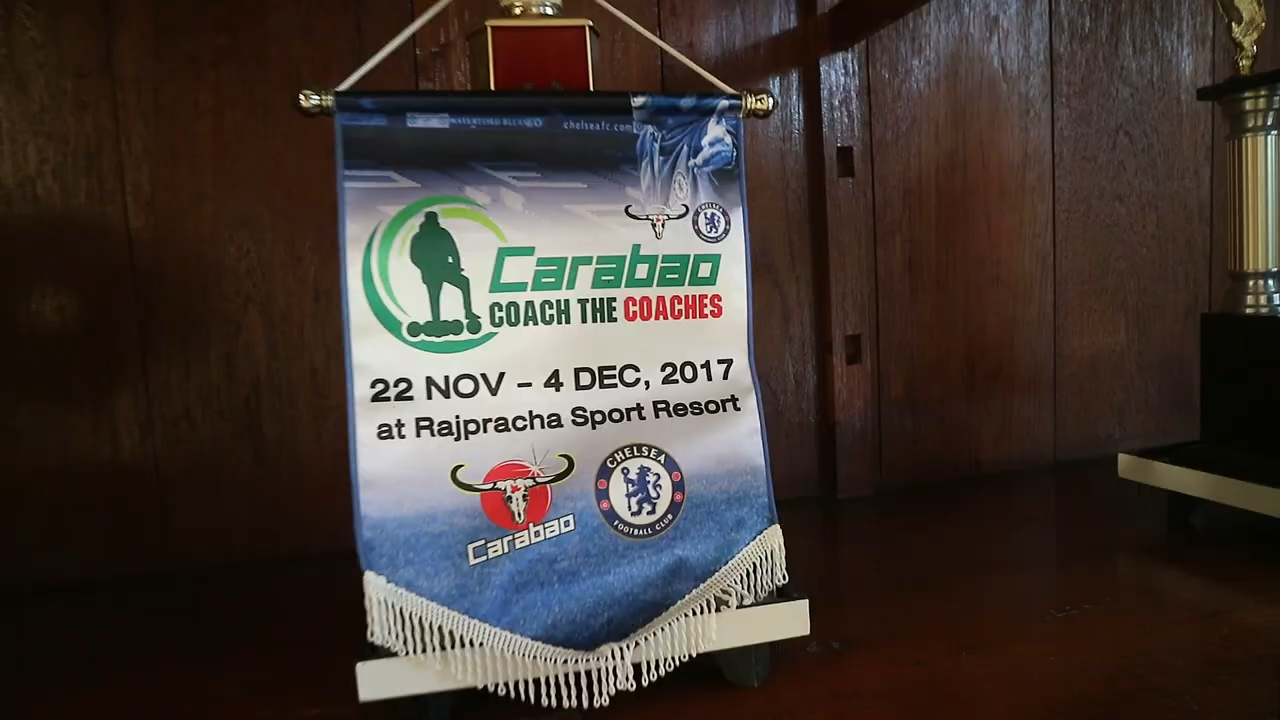 chelseafc.com
CHELSEA
Carabao
COACH THE COACHES
22 NOV - 4 DEC, 2017
at Rajpracha Sport Resort
CHELSEA
FOOTBALL CLUB
Carabao